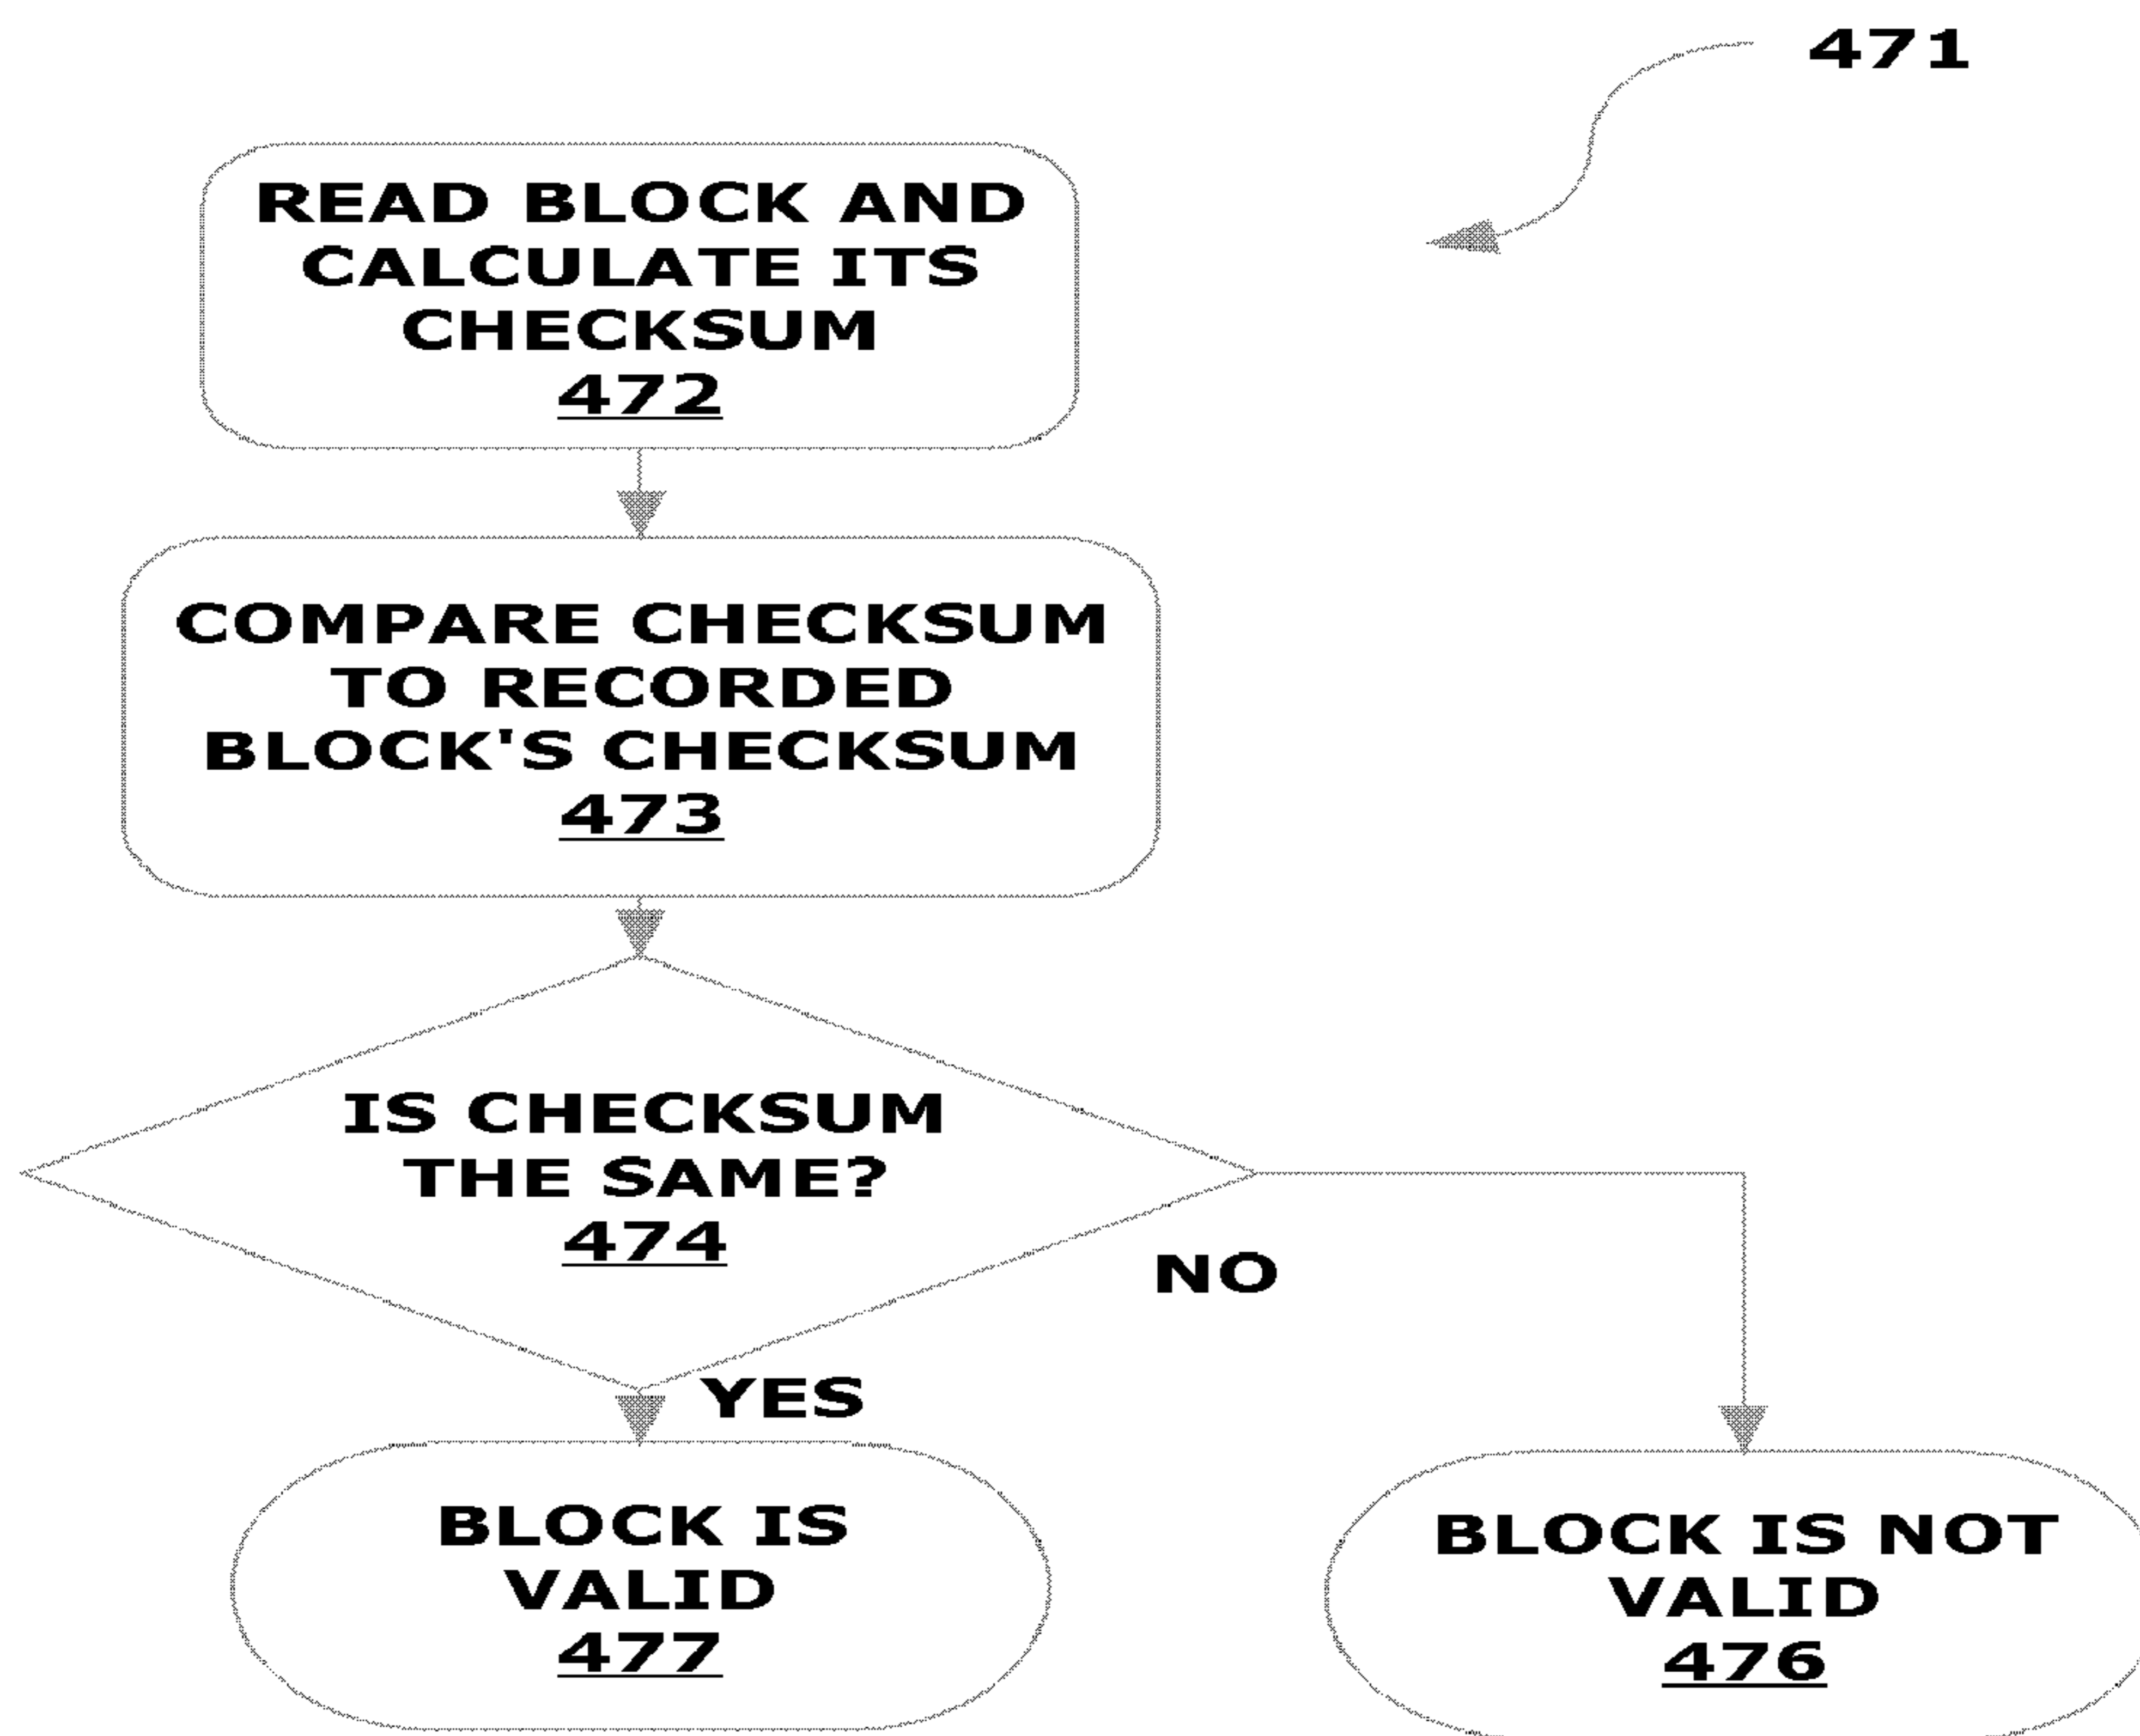 471
READ BLOCK AND
CALCULATE ITS
CHECKSUM
472
COMPARE CHECKSUM
TO RECORDED
BLOCK'S CHECKSUM
473
IS CHECKSUM
THE SAME?
474
NO
YES
BLOCK IS
VALID
477
BLOCK IS NOT
VALID
476